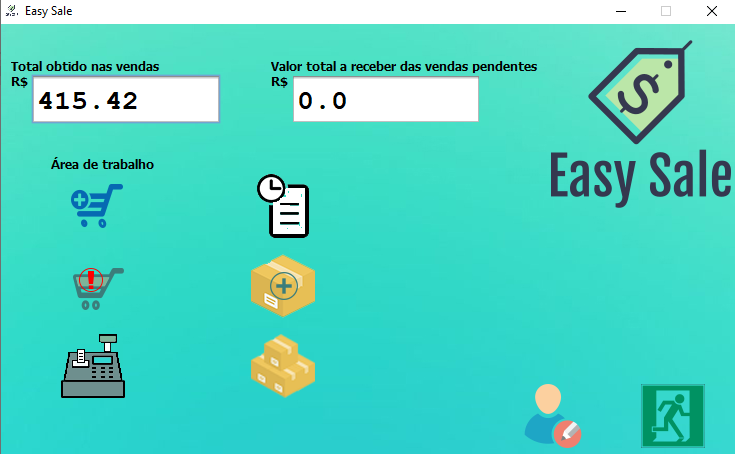 Easy Sale
Total obtido nas vendas
R$ 415.42
Valor total a receber das vendas pendentes
R$ 0.0
Easy Sale
Área de trabalho